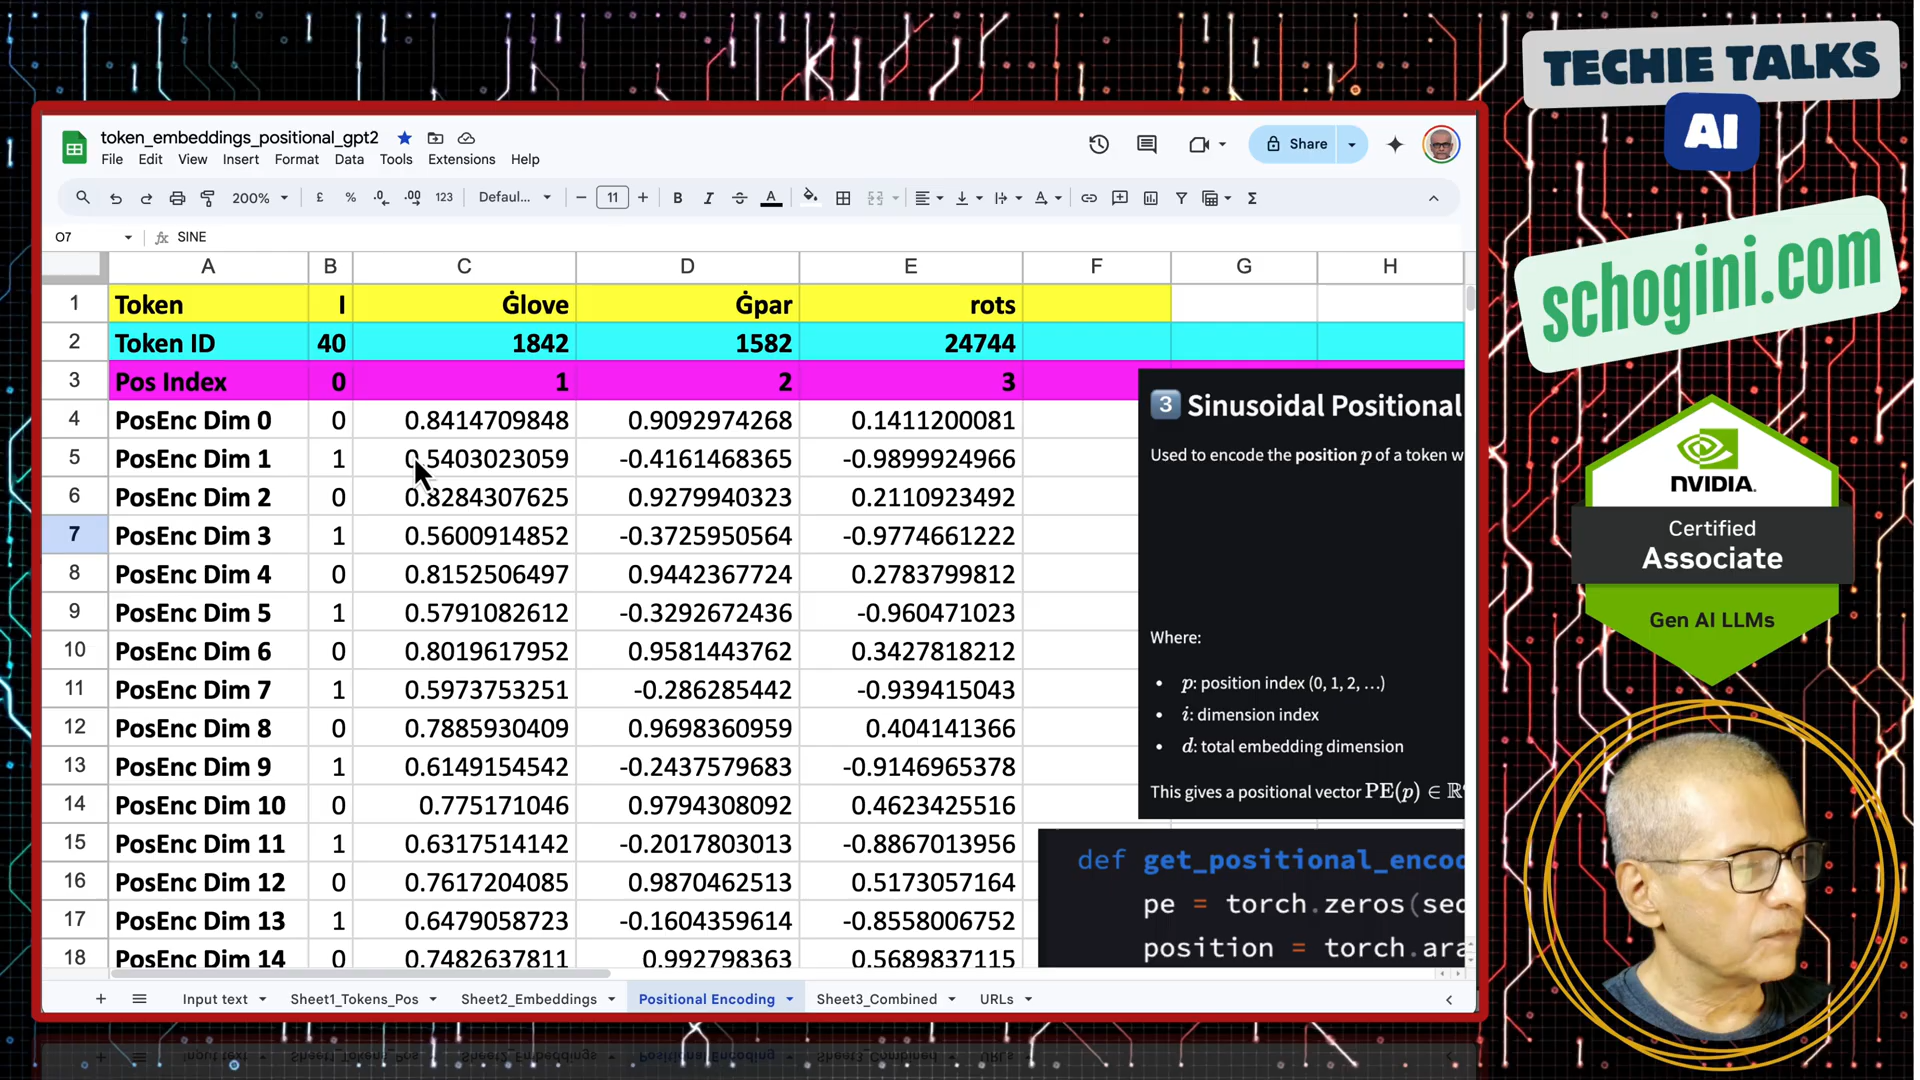 TECHIE TALKS
AI
schogini.com
NVIDIA.
Certified
Associate
Gen AI LLMs
token_embeddings_positional_gpt2
File Edit View Insert Format Data Tools Extensions Help
Share
200% £ % .0 .00 123 Defaul... − 11 + B I A Σ
O7 fx SINE
A B C D E F G H
1 Token I Ġlove Ġpar rots
2 Token ID 40 1842 1582 24744
3 Pos Index 0 1 2 3
4 PosEnc Dim 0 0 0.8414709848 0.9092974268 0.1411200081
5 PosEnc Dim 1 1 0.5403023059 -0.4161468365 -0.9899924966
6 PosEnc Dim 2 0 0.8284307625 0.9279940323 0.2110923492
7 PosEnc Dim 3 1 0.5600914852 -0.3725950564 -0.9774661222
8 PosEnc Dim 4 0 0.8152506497 0.9442367724 0.2783799812
9 PosEnc Dim 5 1 0.5791082612 -0.3292672436 -0.960471023
10 PosEnc Dim 6 0 0.8019617952 0.9581443762 0.3427818212
11 PosEnc Dim 7 1 0.5973753251 -0.286285442 -0.939415043
12 PosEnc Dim 8 0 0.7885930409 0.9698360959 0.404141366
13 PosEnc Dim 9 1 0.6149154542 -0.2437579683 -0.9146965378
14 PosEnc Dim 10 0 0.775171046 0.9794308092 0.4623425516
15 PosEnc Dim 11 1 0.6317514142 -0.2017803013 -0.8867013956
16 PosEnc Dim 12 0 0.7617204085 0.9870462513 0.5173057164
17 PosEnc Dim 13 1 0.6479058723 -0.1604359614 -0.8558006752
18 PosEnc Dim 14 0 0.7482637811 0.992798363 0.5689837115
3 Sinusoidal Positional
Used to encode the position p of a token w
Where:
• p: position index (0, 1, 2, …)
• i: dimension index
• d: total embedding dimension
This gives a positional vector PE(p) ∈ ℝ
def get_positional_encod
pe = torch.zeros(seq
position = torch.ara
Input text Sheet1_Tokens_Pos Sheet2_Embeddings Positional Encoding Sheet3_Combined URLs